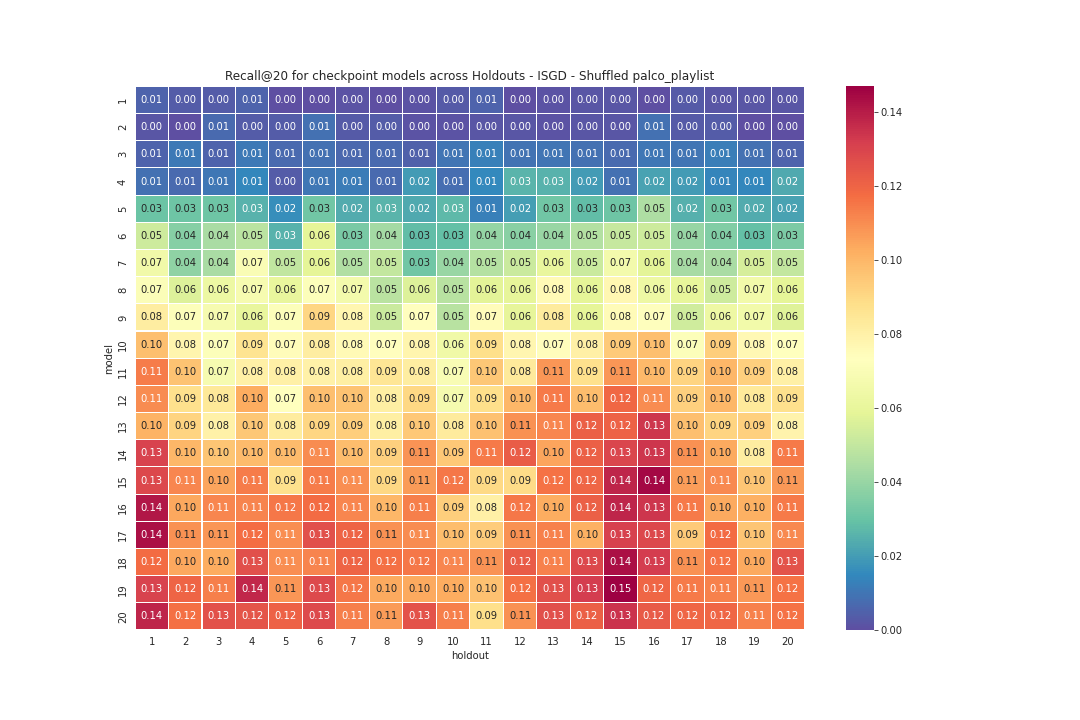 Recall@20 for checkpoint models across Holdouts - ISGD - Shuffled palco_playlist
1 0.01 0.00 0.00 0.01 0.00 0.00 0.00 0.00 0.00 0.00 0.01 0.00 0.00 0.00 0.00 0.00 0.00 0.00 0.00 0.00
2 0.00 0.00 0.01 0.00 0.00 0.01 0.00 0.00 0.00 0.00 0.00 0.00 0.00 0.00 0.00 0.01 0.00 0.00 0.00 0.00
3 0.01 0.01 0.01 0.01 0.01 0.01 0.01 0.01 0.01 0.01 0.01 0.01 0.01 0.01 0.01 0.01 0.01 0.01 0.01 0.01
4 0.01 0.01 0.01 0.01 0.00 0.01 0.01 0.01 0.02 0.01 0.01 0.03 0.03 0.02 0.01 0.02 0.02 0.01 0.01 0.02
5 0.03 0.03 0.03 0.03 0.02 0.03 0.02 0.03 0.02 0.03 0.01 0.02 0.03 0.03 0.03 0.05 0.02 0.03 0.02 0.02
6 0.05 0.04 0.04 0.05 0.03 0.06 0.03 0.04 0.03 0.03 0.04 0.04 0.04 0.05 0.05 0.05 0.04 0.04 0.03 0.03
7 0.07 0.04 0.04 0.07 0.05 0.06 0.05 0.05 0.03 0.04 0.05 0.05 0.06 0.05 0.07 0.06 0.04 0.04 0.05 0.05
8 0.07 0.06 0.06 0.07 0.06 0.07 0.07 0.05 0.06 0.05 0.06 0.06 0.08 0.06 0.08 0.06 0.06 0.05 0.06 0.06
9 0.08 0.07 0.07 0.06 0.07 0.09 0.08 0.05 0.07 0.05 0.07 0.06 0.08 0.06 0.08 0.07 0.05 0.06 0.07 0.06
10 0.10 0.08 0.07 0.09 0.07 0.08 0.08 0.07 0.08 0.06 0.09 0.08 0.07 0.08 0.09 0.10 0.07 0.09 0.08 0.07
11 0.11 0.10 0.07 0.08 0.08 0.08 0.08 0.09 0.08 0.07 0.10 0.08 0.11 0.09 0.11 0.10 0.09 0.10 0.09 0.08
12 0.11 0.09 0.08 0.10 0.07 0.10 0.10 0.08 0.09 0.07 0.09 0.10 0.11 0.10 0.12 0.11 0.09 0.10 0.08 0.09
13 0.10 0.09 0.08 0.10 0.08 0.09 0.09 0.08 0.10 0.08 0.10 0.11 0.11 0.12 0.12 0.13 0.10 0.09 0.09 0.08
14 0.13 0.10 0.10 0.10 0.10 0.11 0.10 0.09 0.11 0.09 0.11 0.12 0.10 0.12 0.13 0.13 0.11 0.10 0.08 0.11
15 0.13 0.11 0.10 0.11 0.09 0.11 0.11 0.09 0.11 0.12 0.09 0.09 0.12 0.12 0.14 0.14 0.11 0.11 0.10 0.11
16 0.14 0.10 0.11 0.11 0.12 0.12 0.11 0.10 0.11 0.09 0.08 0.12 0.10 0.12 0.14 0.13 0.11 0.10 0.10 0.11
17 0.14 0.11 0.11 0.12 0.11 0.13 0.12 0.11 0.11 0.10 0.09 0.11 0.11 0.10 0.13 0.13 0.09 0.12 0.10 0.11
18 0.12 0.10 0.10 0.13 0.11 0.11 0.12 0.12 0.12 0.11 0.11 0.12 0.11 0.13 0.14 0.13 0.11 0.12 0.10 0.13
19 0.13 0.12 0.11 0.14 0.11 0.13 0.12 0.10 0.10 0.10 0.10 0.12 0.13 0.13 0.15 0.12 0.11 0.11 0.11 0.12
20 0.14 0.12 0.13 0.12 0.12 0.13 0.11 0.11 0.13 0.11 0.09 0.11 0.13 0.12 0.13 0.12 0.12 0.12 0.11 0.12
1 2 3 4 5 6 7 8 9 10 11 12 13 14 15 16 17 18 19 20
holdout
model
0.14
0.12
0.10
0.08
0.06
0.04
0.02
0.00